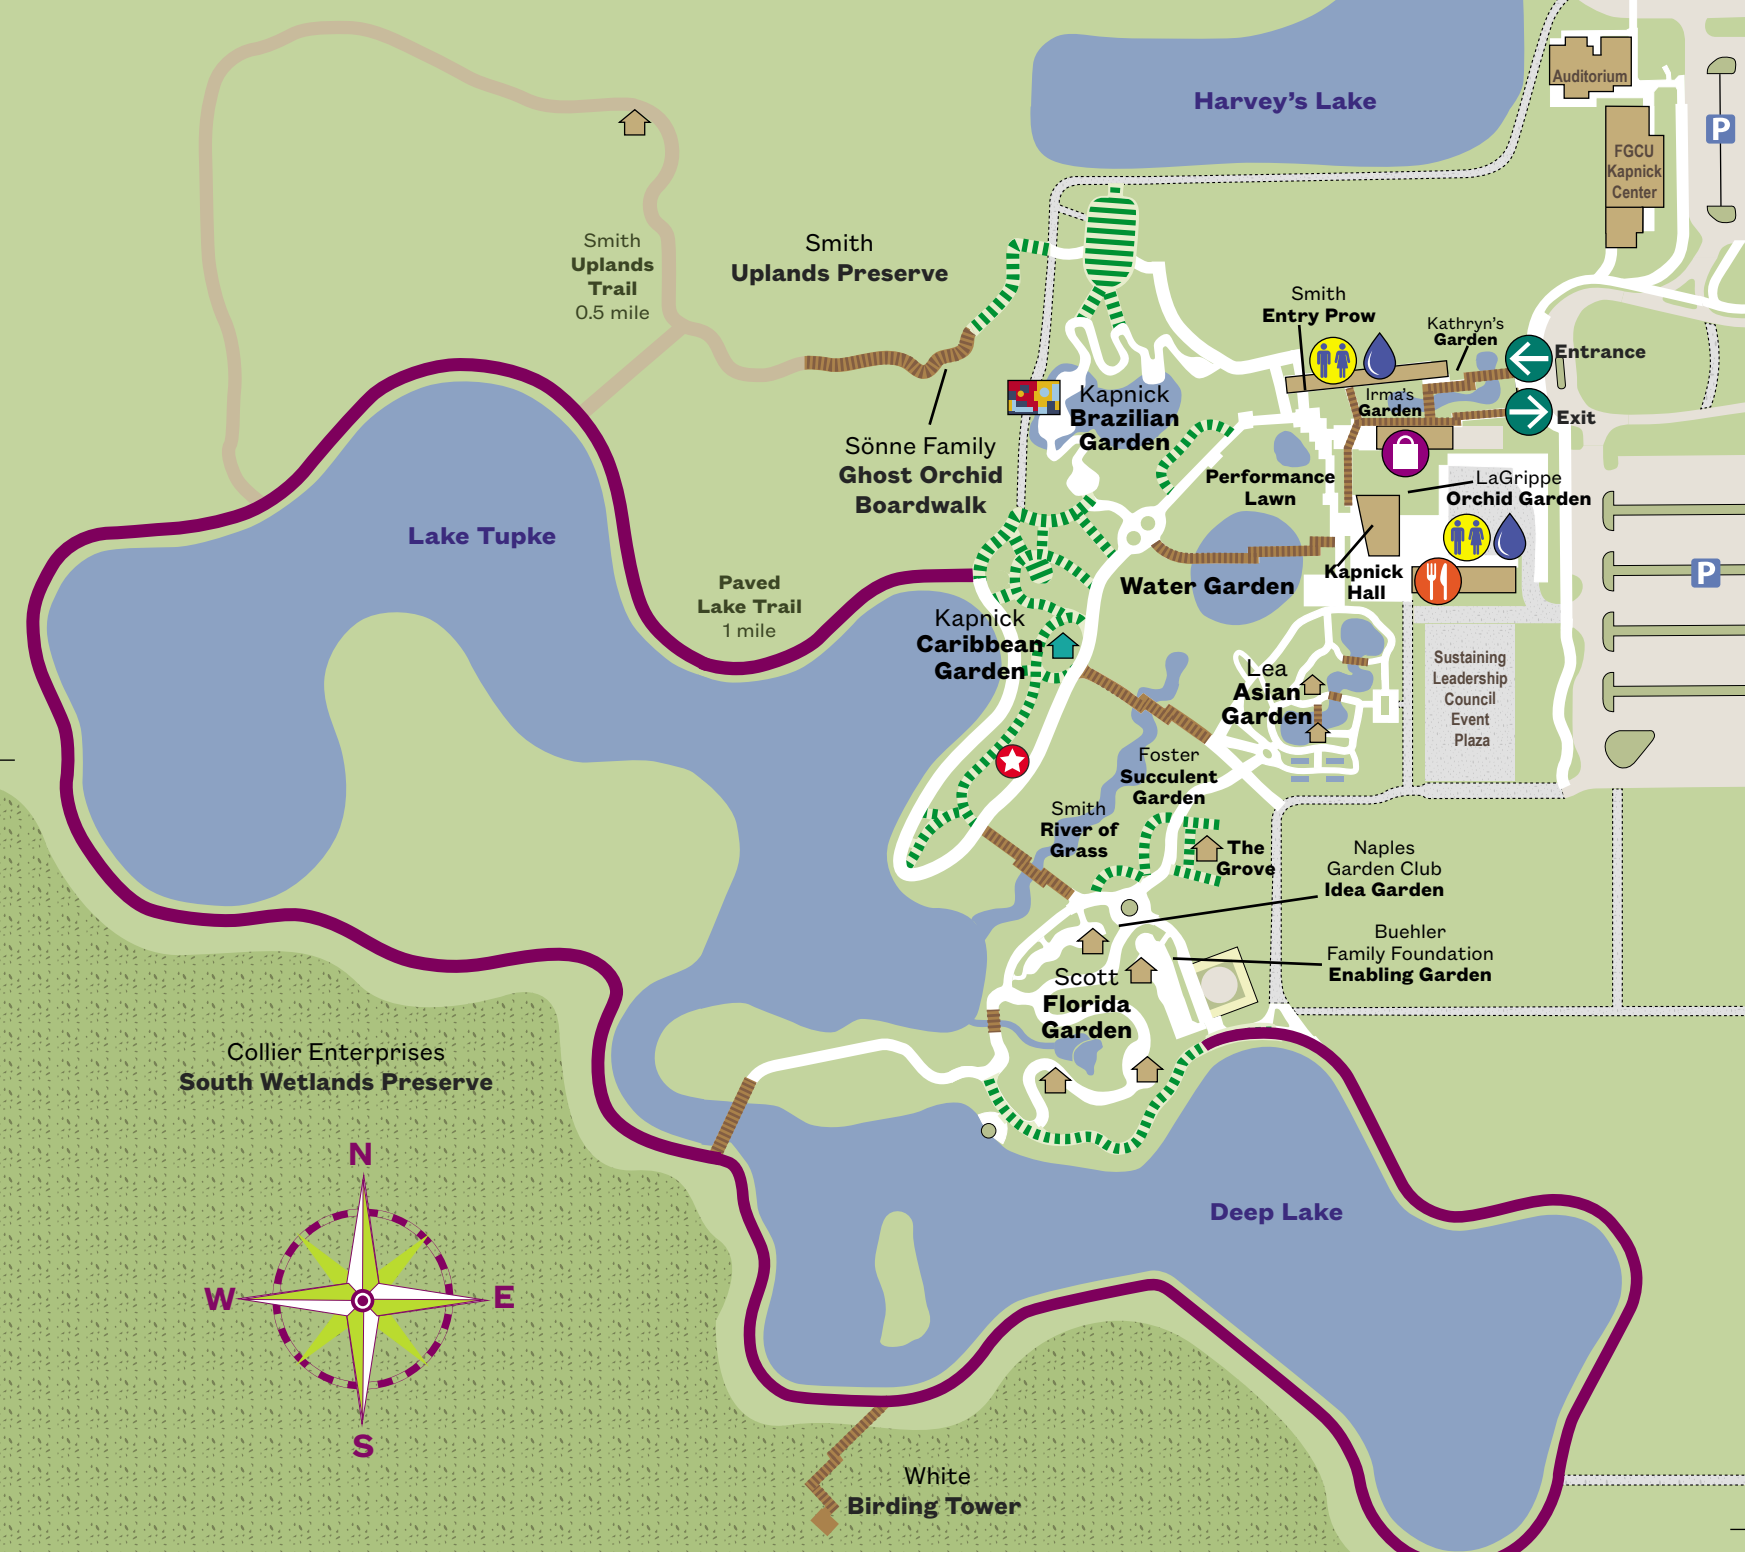 Harvey's Lake
Auditorium
P
FGCU
Kapnick
Center
Smith
Uplands
Trail
0.5 mile
Smith
Uplands Preserve
Smith
Entry Prow
Kathryn's
Garden
Entrance
Exit
Irma's
Garden
Kapnick
Brazilian
Garden
Sönne Family
Ghost Orchid
Boardwalk
Performance
Lawn
LaGrippe
Orchid Garden
Lake Tupke
Paved
Lake Trail
1 mile
Water Garden
Kapnick
Hall
P
Kapnick
Caribbean
Garden
Lea
Asian
Garden
Sustaining
Leadership
Council
Event
Plaza
Foster
Succulent
Garden
Smith
River of
Grass
The
Grove
Naples
Garden Club
Idea Garden
Buehler
Family Foundation
Enabling Garden
Scott
Florida
Garden
Collier Enterprises
South Wetlands Preserve
N
W
E
S
Deep Lake
White
Birding Tower